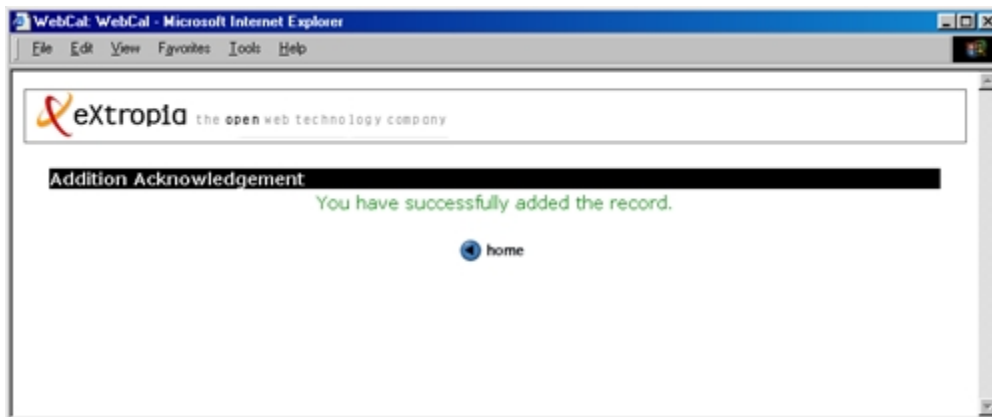 WebCal: WebCal - Microsoft Internet Explorer
File Edit View Favorites Tools Help
eXtropia the open web technology company
Addition Acknowledgement
You have successfully added the record.
home